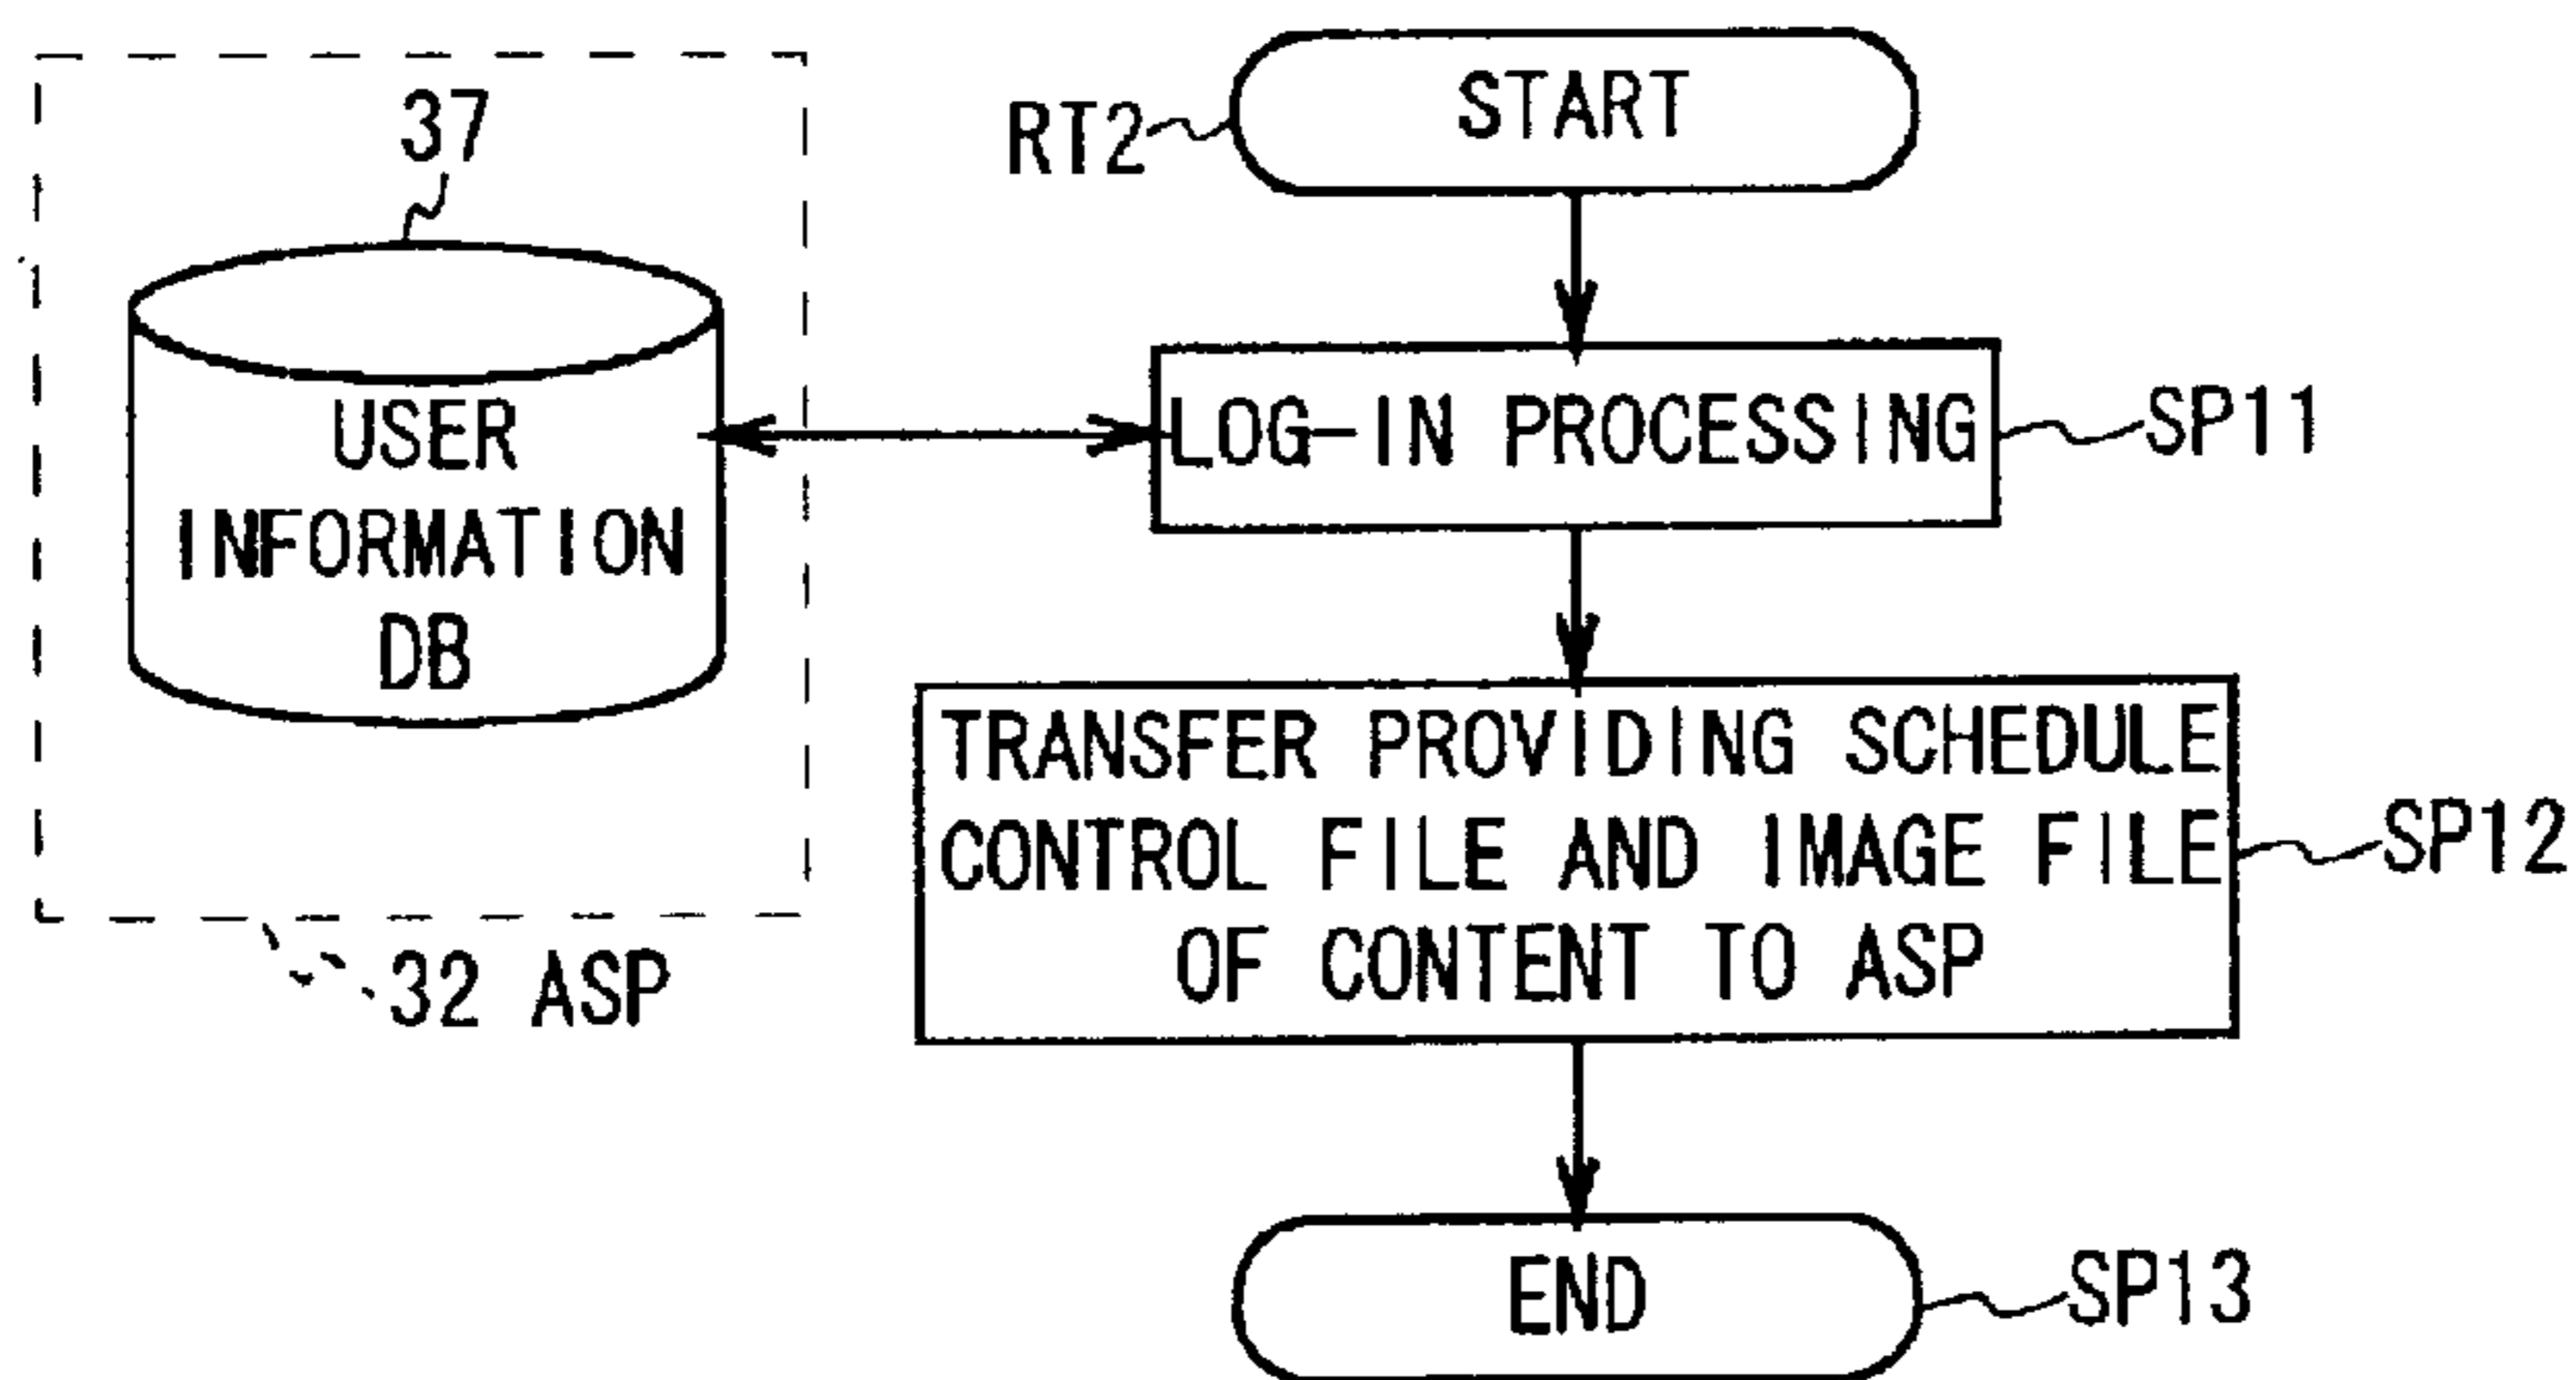 37
USER
INFORMATION
DB
32 ASP
RT2
START
LOG-IN PROCESSING
SP11
TRANSFER PROVIDING SCHEDULE
CONTROL FILE AND IMAGE FILE
OF CONTENT TO ASP
SP12
END
SP13